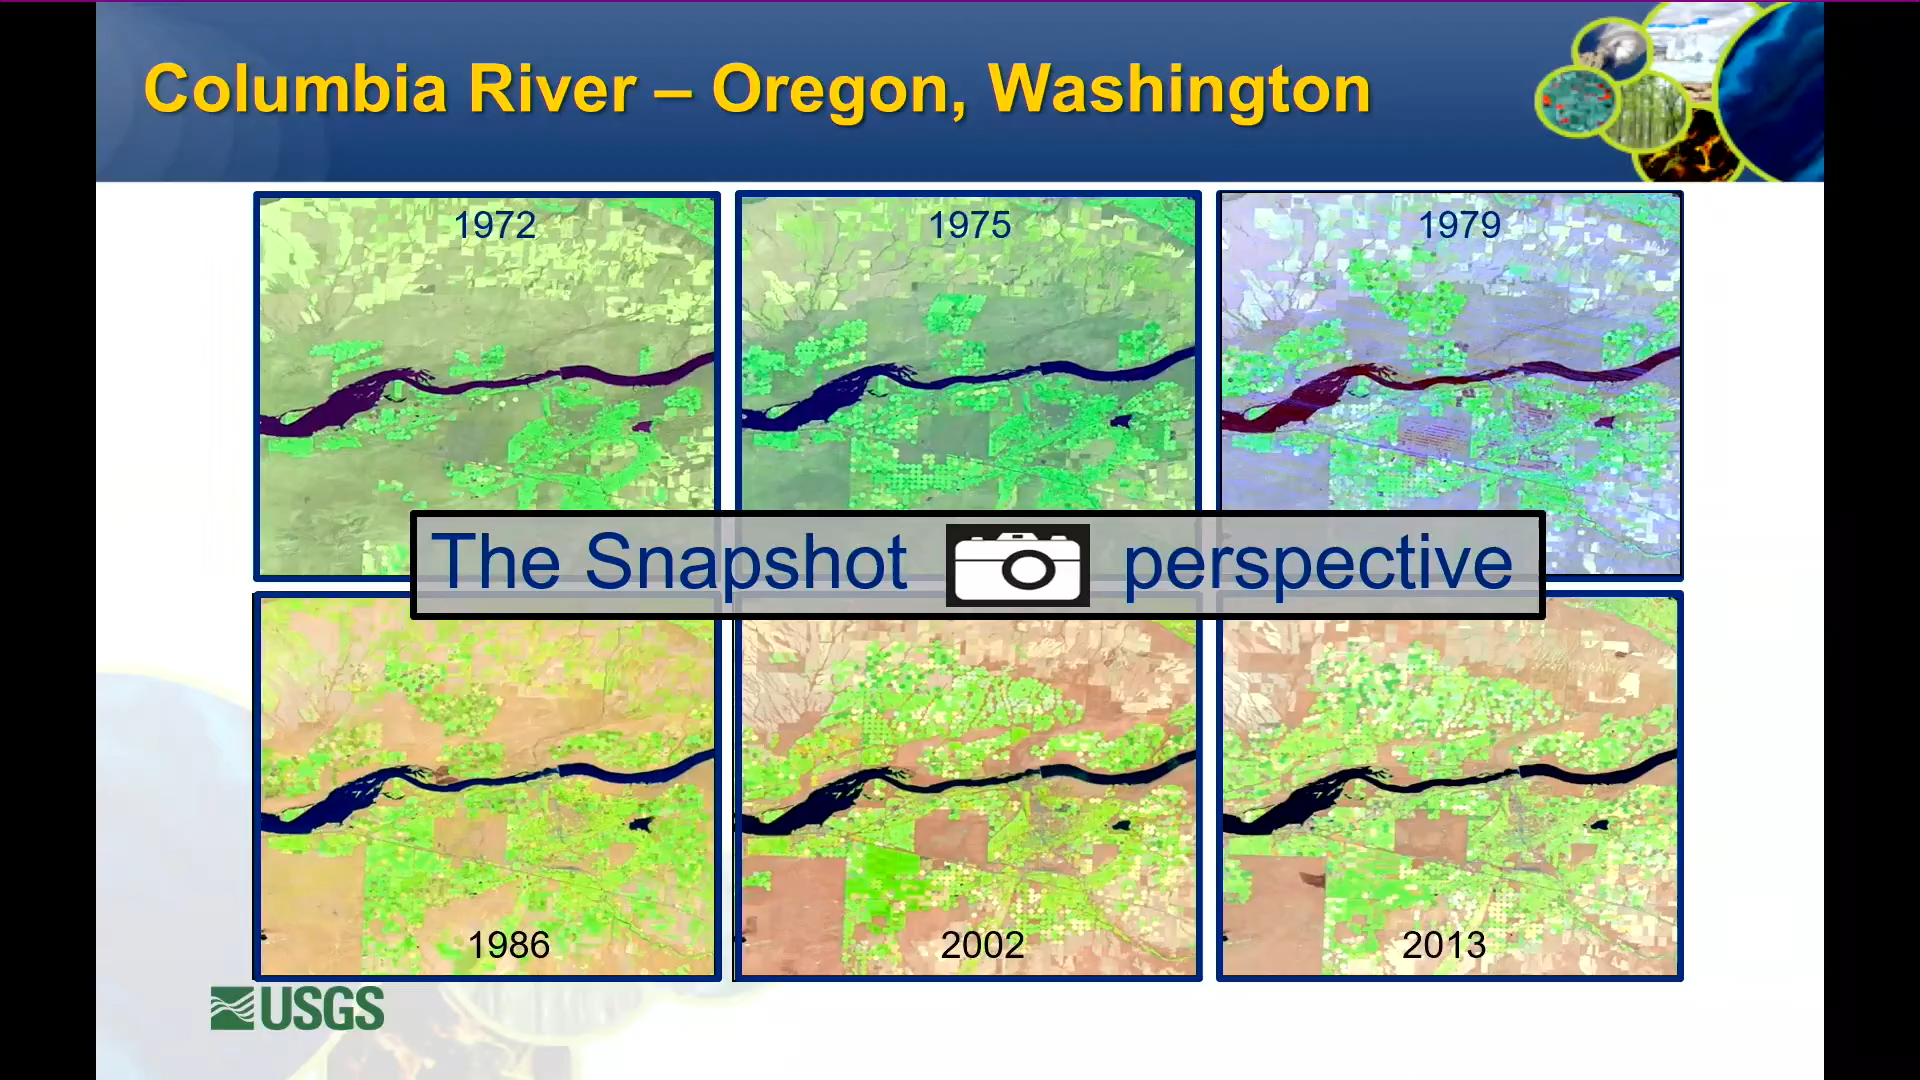 Columbia River – Oregon, Washington
1972
1975
1979
The Snapshot perspective
1986
2002
2013
USGS